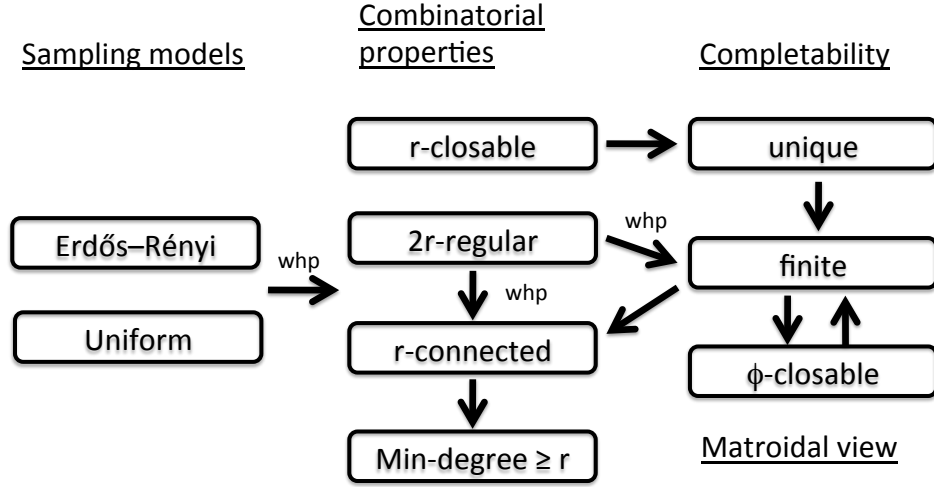 Sampling models
Combinatorial
properties
Completability
r-closable
unique
Erdős–Rényi
whp
2r-regular
whp
finite
Uniform
whp
r-connected
ϕ-closable
Min-degree ≥ r
Matroidal view